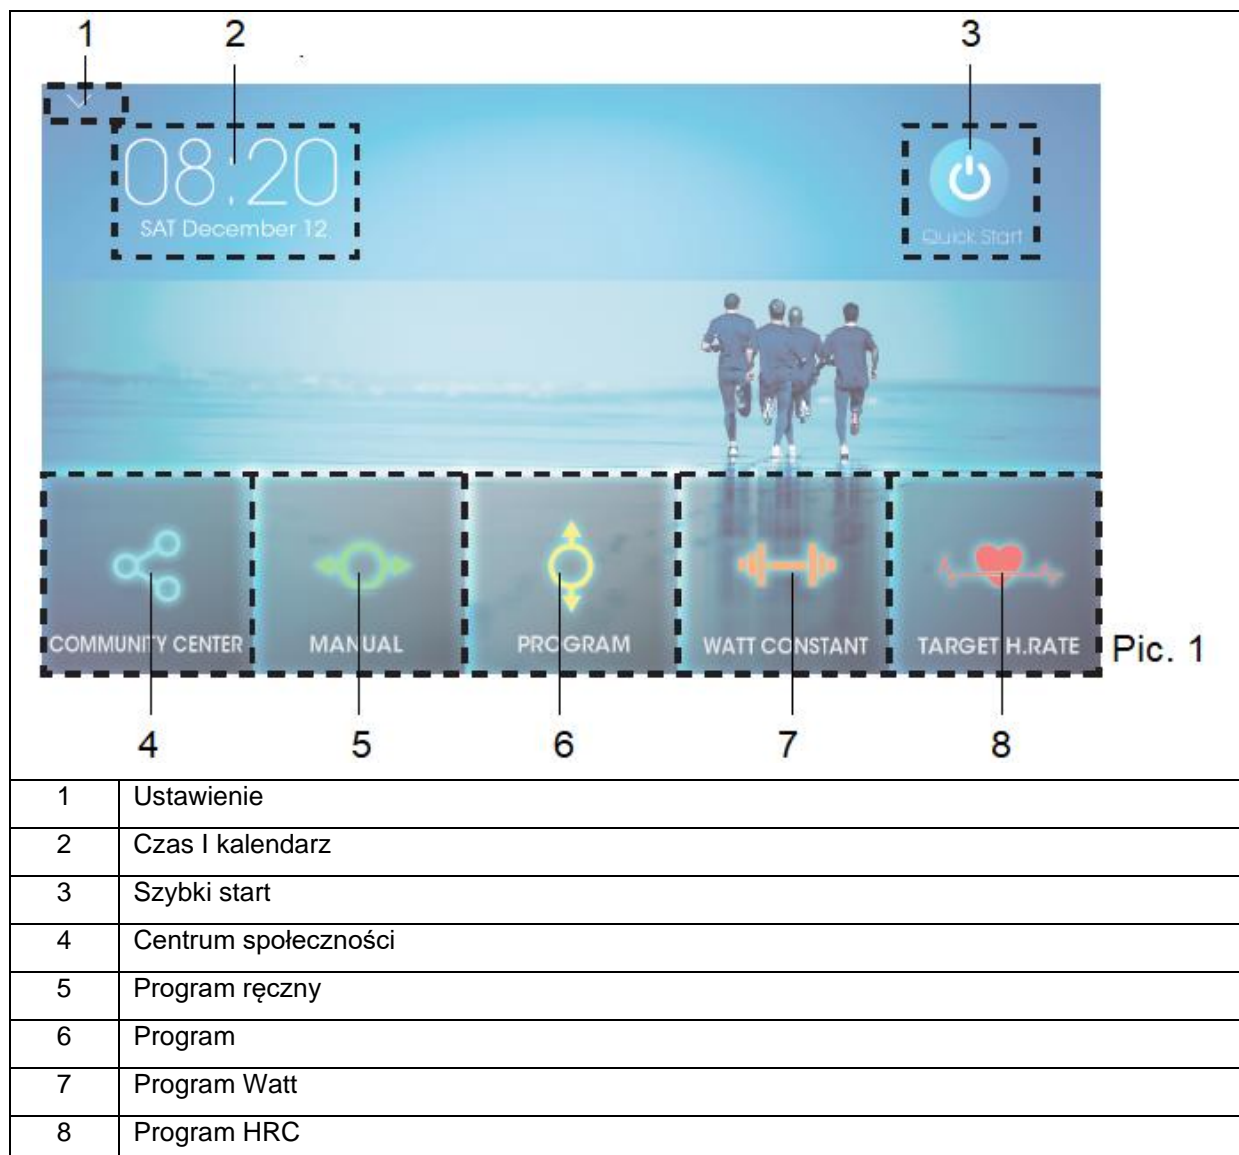 1 2 3
08:20
SAT December 12
Quick Start
COMMUNITY CENTER MANUAL PROGRAM WATT CONSTANT TARGET H.RATE
Pic. 1
4 5 6 7 8
1 Ustawienie
2 Czas I kalendarz
3 Szybki start
4 Centrum społeczności
5 Program ręczny
6 Program
7 Program Watt
8 Program HRC